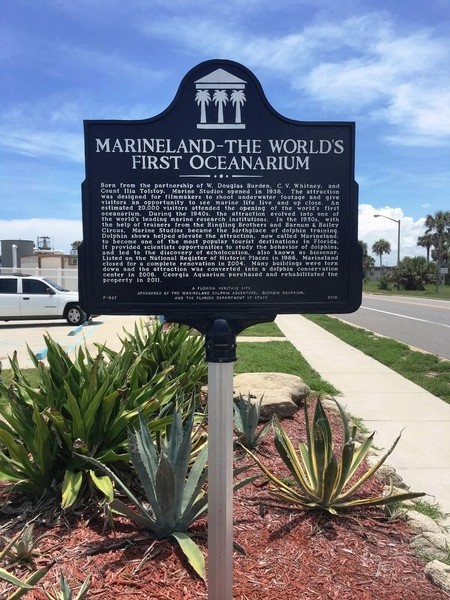 MARINELAND-THE WORLD'S
FIRST OCEANARIUM
Born from the partnership of W. Douglas Burden, C.V. Whitney, and
Count Ilia Tolstoy, Marine Studios opened in 1938. The attraction
was designed for filmmakers to shoot underwater footage and give
visitors an opportunity to see marine life live and up close. An
estimated 20,000 visitors attended the opening of the world's first
oceanarium. During the 1940s, the attraction evolved into one of
the world's leading marine research institutions. In the 1950s, with
the help of trainers from the Ringling Brothers and Barnum & Bailey
Circus, Marine Studios became the birthplace of dolphin training.
Dolphin shows helped elevate the attraction, now called Marineland,
to become one of the most popular tourist destinations in Florida.
It provided scientists opportunities to study the behavior of dolphins,
and led to the discovery of echolocation, also known as biosonar.
Listed on the National Register of Historic Places in 1986, Marineland
closed for a complete renovation in 2004. Many buildings were torn
down and the attraction was converted into a dolphin conservation
center in 2006. Georgia Aquarium purchased and rehabilitated the
property in 2011.
A FLORIDA HERITAGE SITE
SPONSORED BY THE MARINELAND DOLPHIN ADVENTURE, GEORGIA AQUARIUM,
AND THE FLORIDA DEPARTMENT OF STATE
F-927
2016